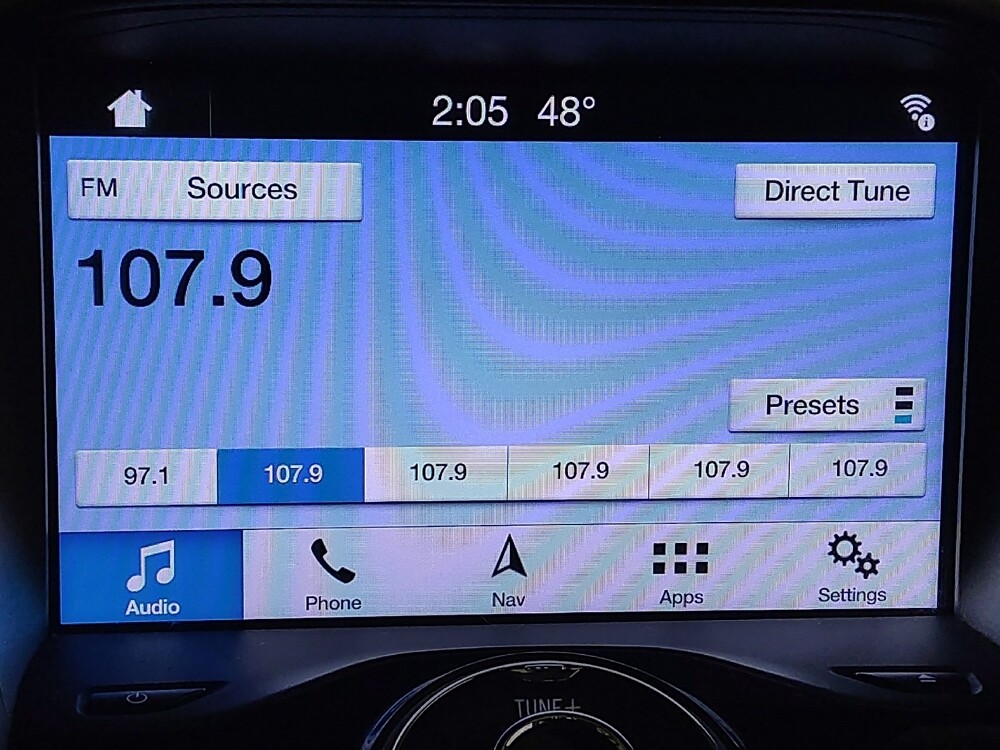 2:05 48°
FM Sources
Direct Tune
107.9
Presets
97.1 107.9 107.9 107.9 107.9 107.9
Audio Phone Nav Apps Settings
TUNE+